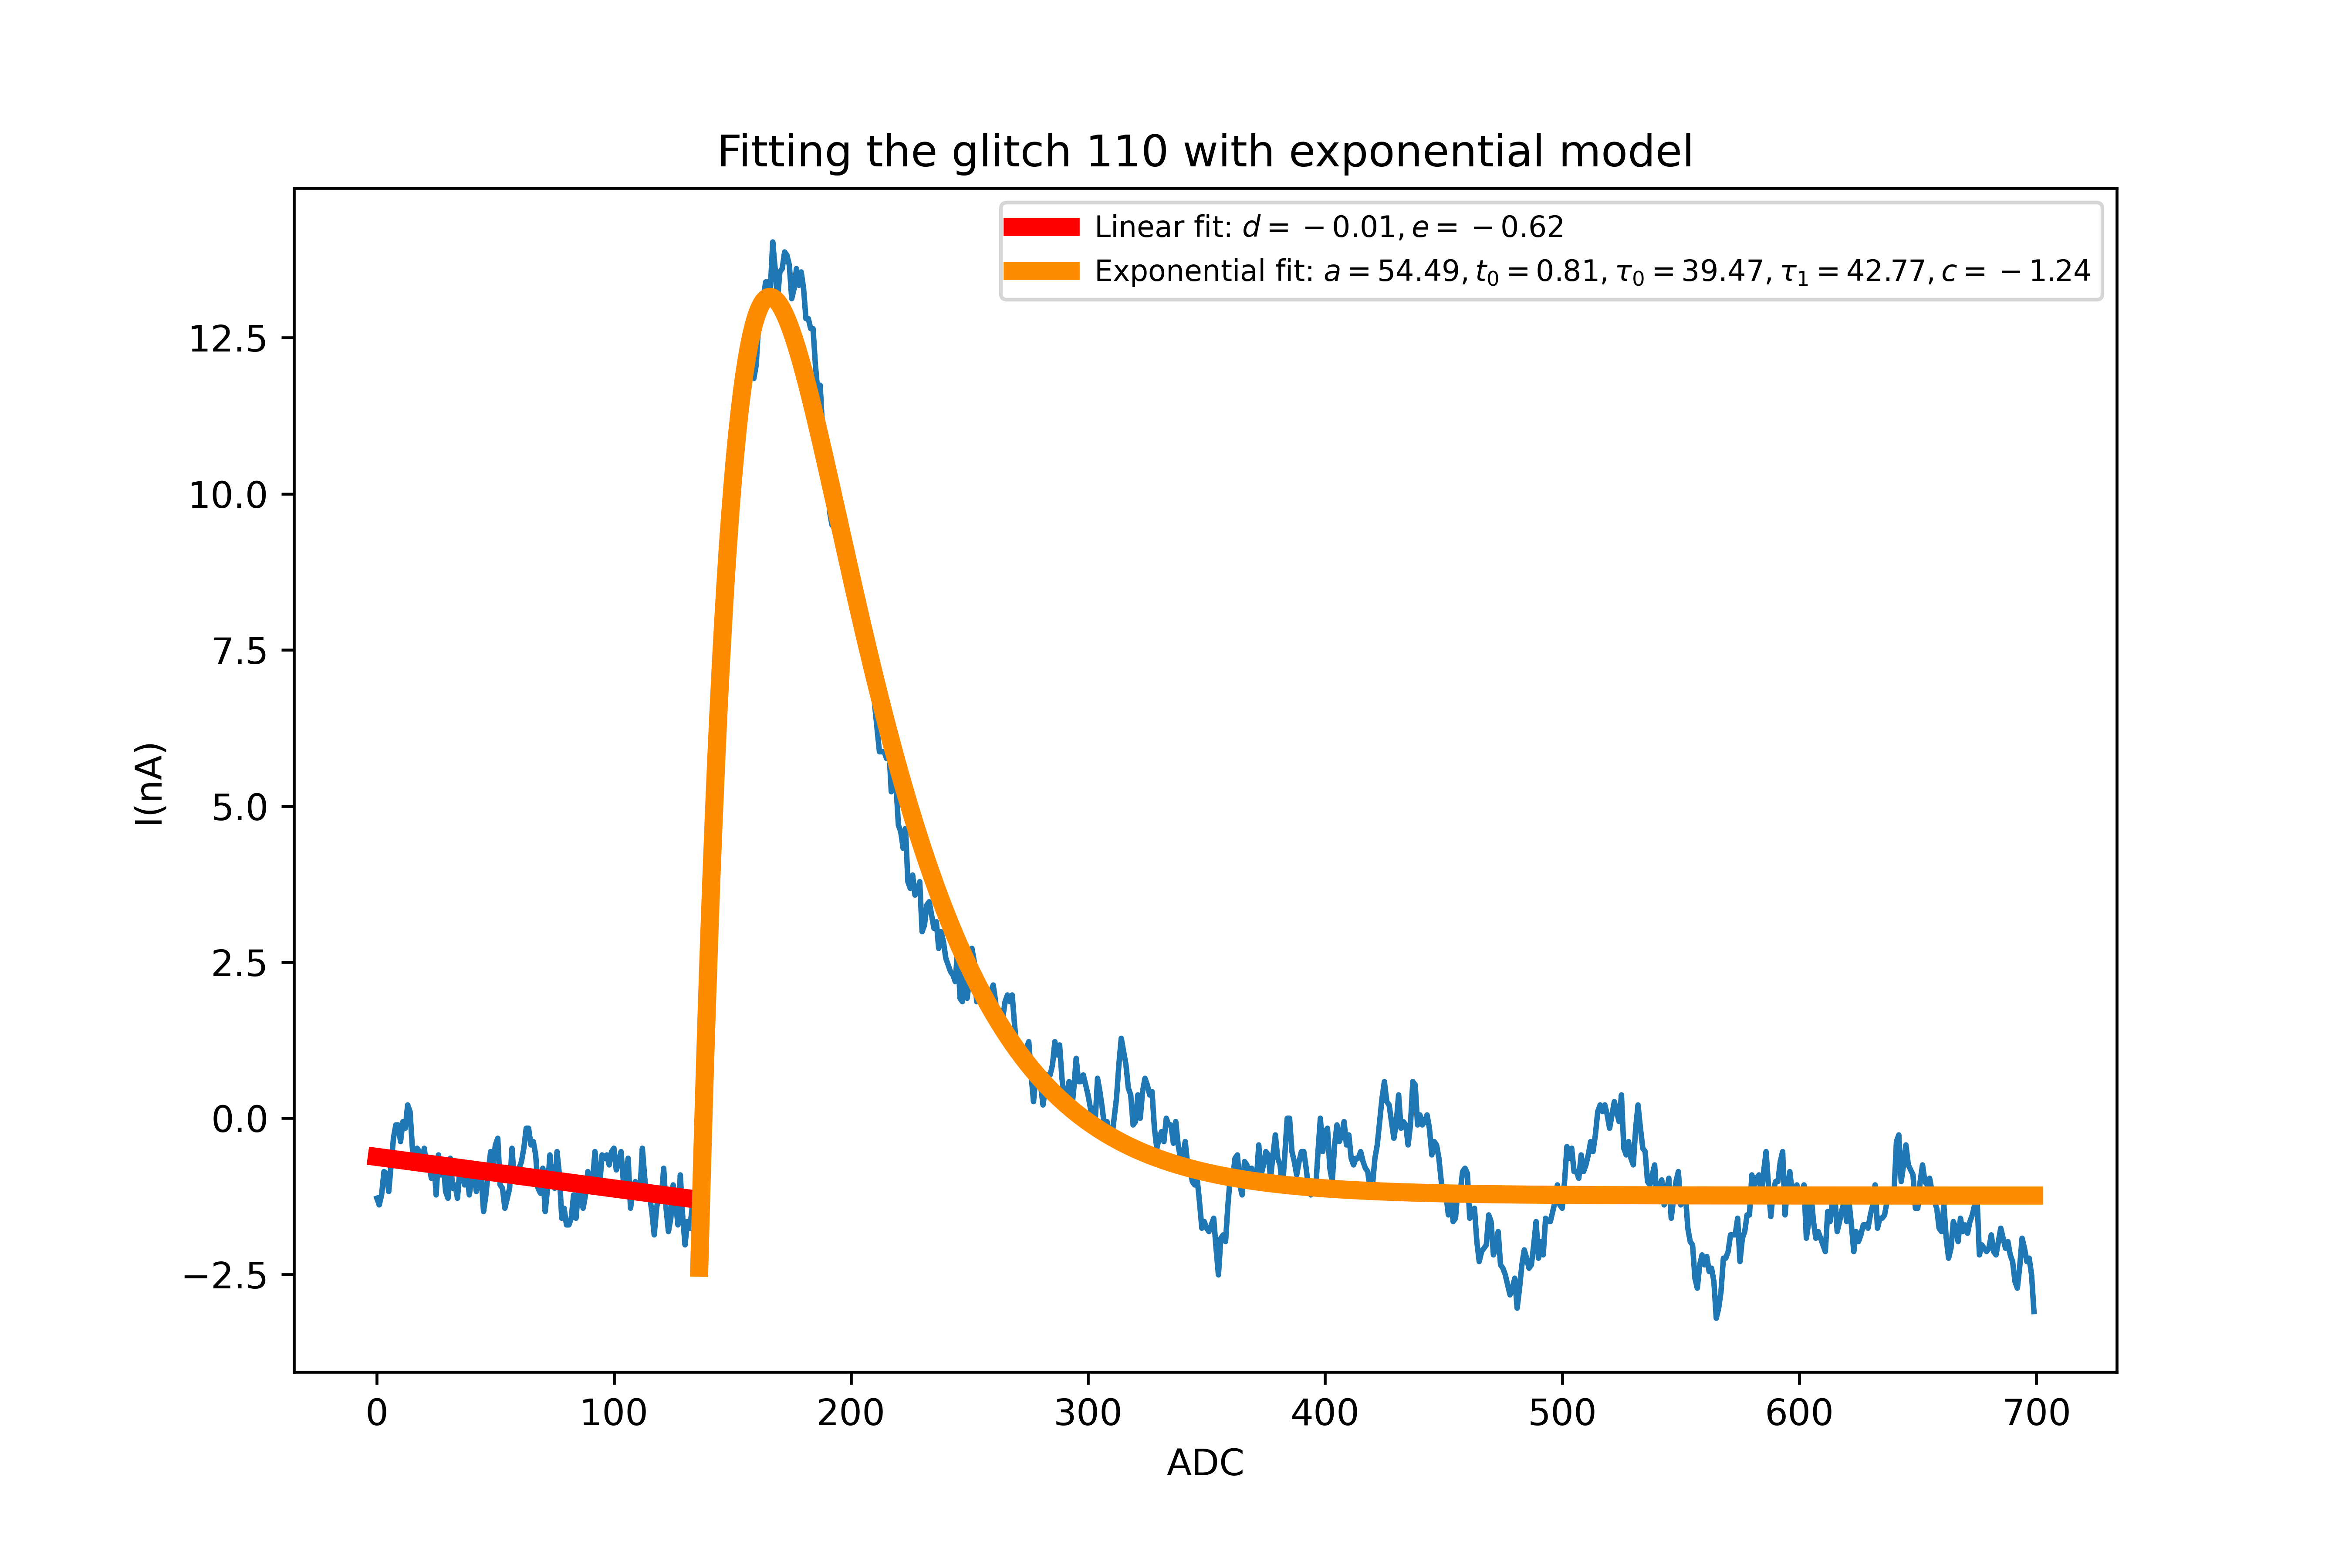 Fitting the glitch 110 with exponential model
Linear fit: d = −0.01, e = −0.62
Exponential fit: a = 54.49, t₀ = 0.81, τ₀ = 39.47, τ₁ = 42.77, c = −1.24
12.5
10.0
7.5
5.0
2.5
0.0
−2.5
I(nA)
0 100 200 300 400 500 600 700
ADC